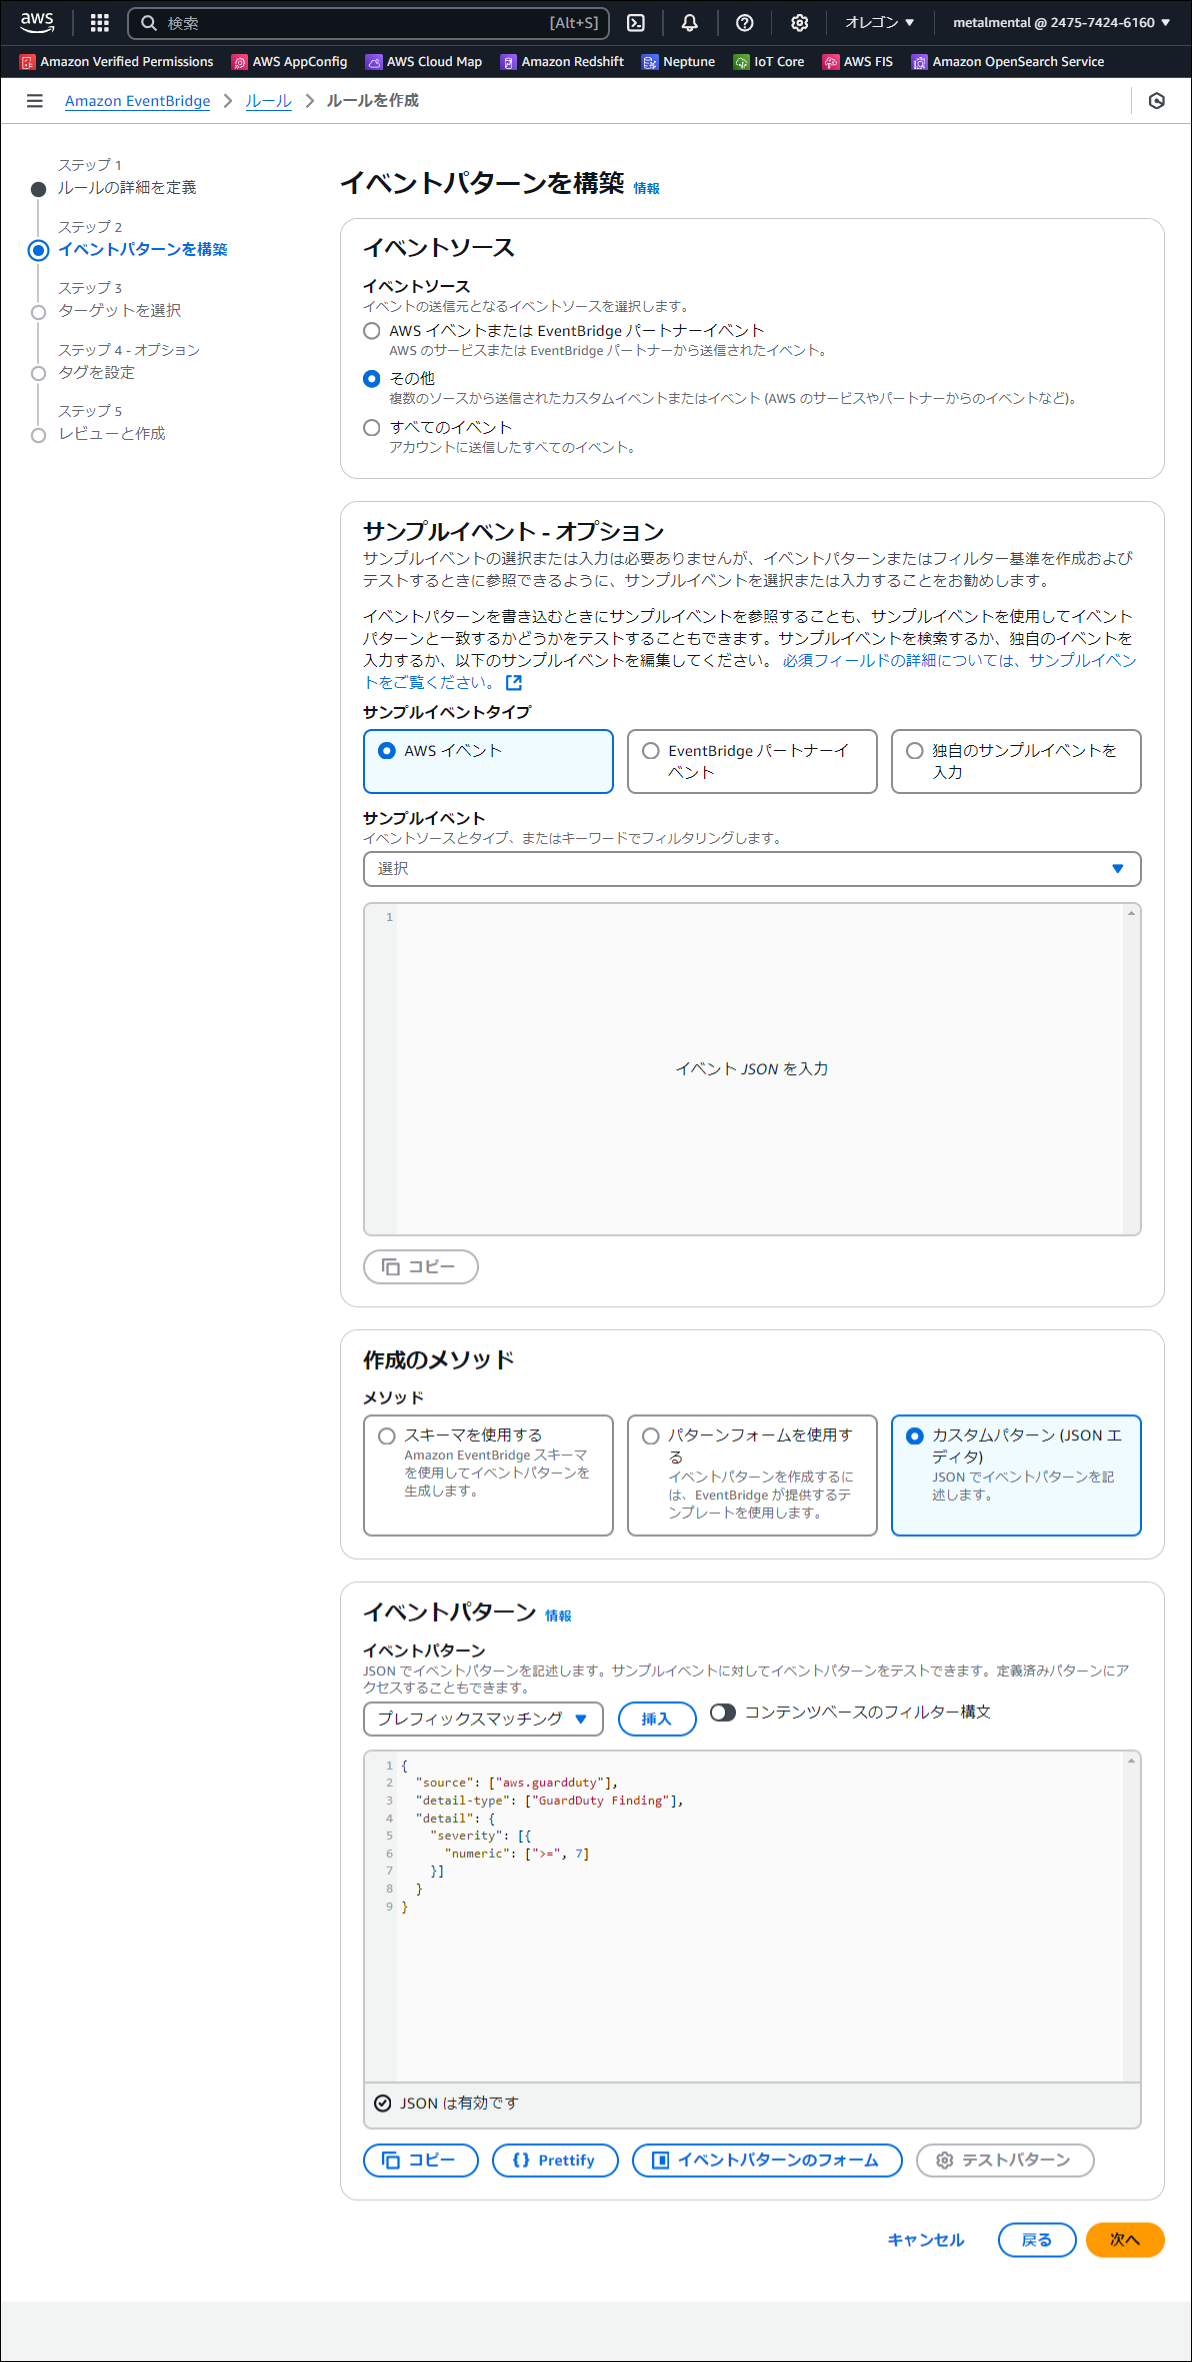 aws
検索
[Alt+S]
オレゴン
metalmental @ 2475-7424-6160
Amazon Verified Permissions
AWS AppConfig
AWS Cloud Map
Amazon Redshift
Neptune
IoT Core
AWS FIS
Amazon OpenSearch Service
Amazon EventBridge
ルール
ルールを作成
ステップ 1
ルールの詳細を定義
ステップ 2
イベントパターンを構築
ステップ 3
ターゲットを選択
ステップ 4 - オプション
タグを設定
ステップ 5
レビューと作成
イベントパターンを構築 情報
イベントソース
イベントソース
イベントの送信元となるイベントソースを選択します。
AWS イベントまたは EventBridge パートナーイベント
AWS のサービスまたは EventBridge パートナーから送信されたイベント。
その他
複数のソースから送信されたカスタムイベントまたはイベント (AWS のサービスやパートナーからのイベントなど)。
すべてのイベント
アカウントに送信したすべてのイベント。
サンプルイベント - オプション
サンプルイベントの選択または入力は必要ありませんが、イベントパターンまたはフィルター基準を作成および
テストするときに参照できるように、サンプルイベントを選択または入力することをお勧めします。
イベントパターンを書き込むときにサンプルイベントを参照することも、サンプルイベントを使用してイベント
パターンと一致するかどうかをテストすることもできます。サンプルイベントを検索するか、独自のイベントを
入力するか、以下のサンプルイベントを編集してください。 必須フィールドの詳細については、サンプルイベン
トをご覧ください。
サンプルイベントタイプ
AWS イベント
EventBridge パートナーイ
ベント
独自のサンプルイベントを
入力
サンプルイベント
イベントソースとタイプ、またはキーワードでフィルタリングします。
選択
1
イベント JSON を入力
コピー
作成のメソッド
メソッド
スキーマを使用する
Amazon EventBridge スキーマ
を使用してイベントパターンを
生成します。
パターンフォームを使用す
る
イベントパターンを作成するに
は、EventBridge が提供するテ
ンプレートを使用します。
カスタムパターン (JSON エ
ディタ)
JSON でイベントパターンを記
述します。
イベントパターン 情報
イベントパターン
JSON でイベントパターンを記述します。サンプルイベントに対してイベントパターンをテストできます。定義済みパターンにア
クセスすることもできます。
プレフィックスマッチング
挿入
コンテンツベースのフィルター構文
1 {
2 "source": ["aws.guardduty"],
3 "detail-type": ["GuardDuty Finding"],
4 "detail": {
5 "severity": [{
6 "numeric": [">=", 7]
7 }]
8 }
9 }
JSON は有効です
コピー
{} Prettify
イベントパターンのフォーム
テストパターン
キャンセル
戻る
次へ